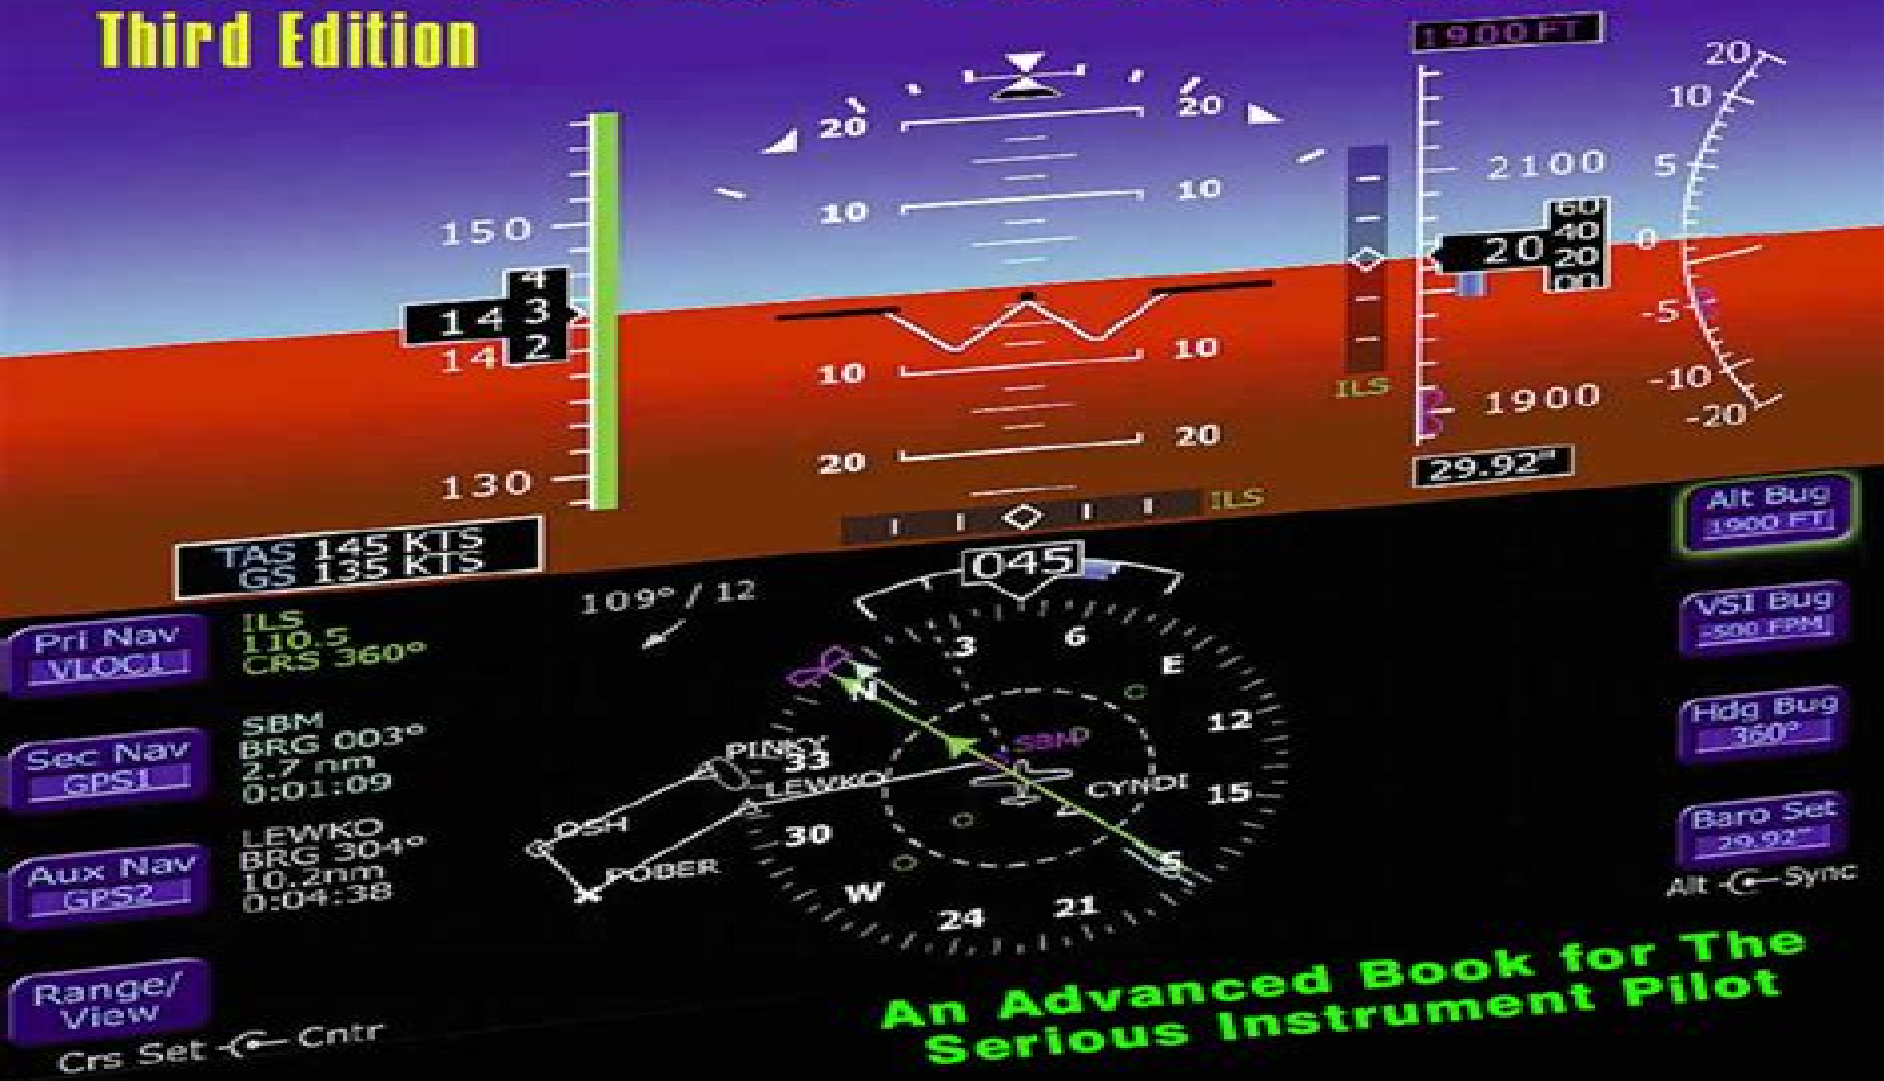 Third Edition
1900FT
20
20 20
10
20
10 10
2100 5
150
60
40
20 20
00
0
4
14 3
2
14
-5
10 10
ILS
1900 -10
-20
20 20
130
29.92"
ILS
Alt Bug
1900 FT
TAS 145 KTS
GS 135 KTS
045
109° / 12
VSI Bug
-500 FPM
Pri Nav
VLOC1
ILS
110.5
CRS 360°
3 6 E
N 12
Hdg Bug
360°
Sec Nav
GPS1
SBM
BRG 003°
2.7 nm
0:01:09
PINKY
33
LEWKO
SBM
CYNDI
15
Baro Set
29.92"
Aux Nav
GPS2
LEWKO
BRG 304°
10.2nm
0:04:38
OSH
POBER
30
S
W 24 21
Alt Sync
Range/
View
Crs Set Cntr
An Advanced Book for The
Serious Instrument Pilot